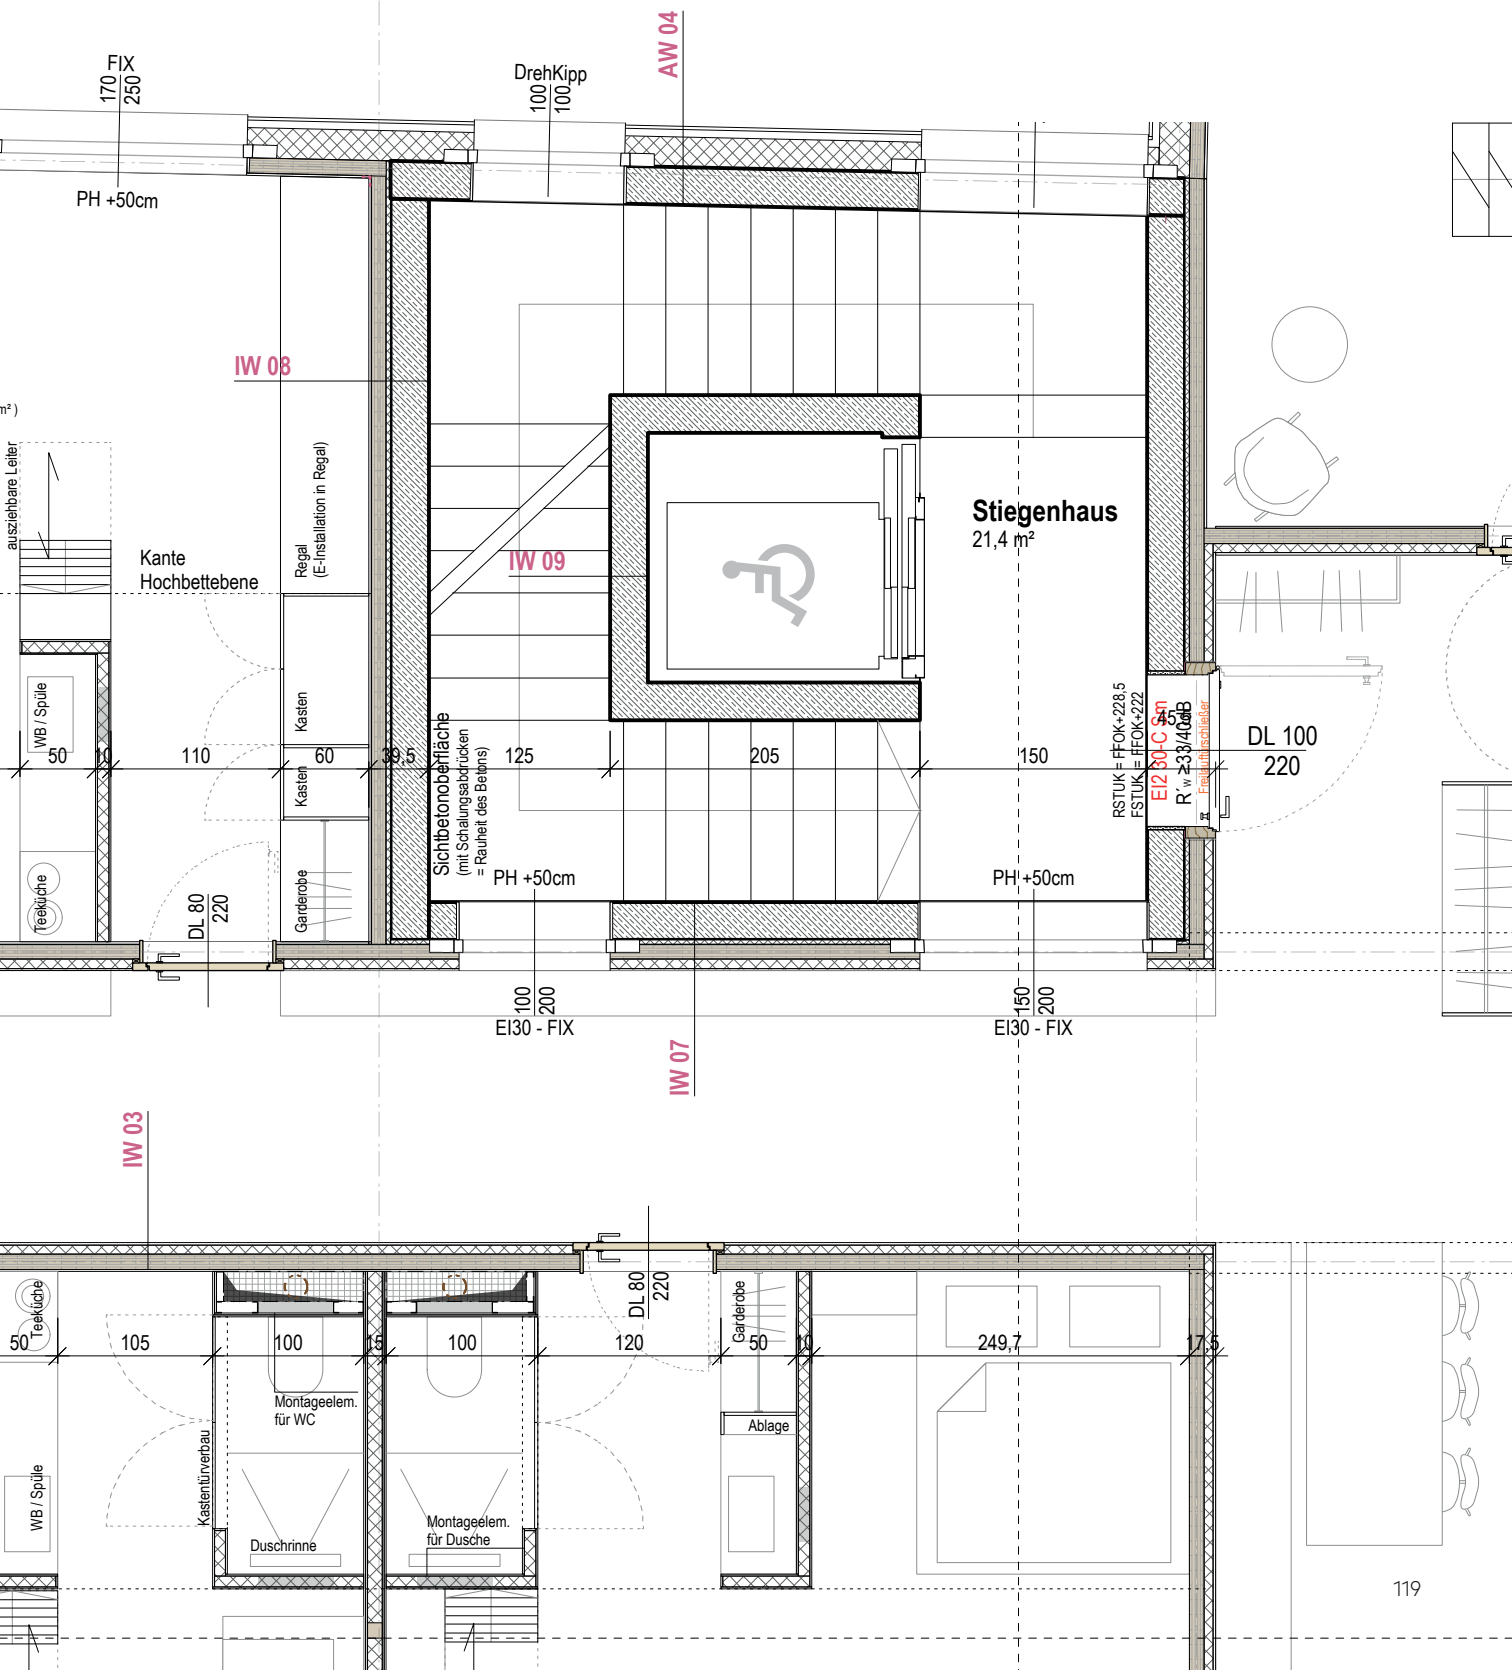 FIX
170
250
PH +50cm
DrehKipp
100
100
AW 04
IW 08
m² )
ausziehbare Leiter
Kante
Hochbettebene
Regal
(E-Installation in Regal)
IW 09
Stiegenhaus
21,4 m²
WB / Spüle
Kasten
Kasten
Sichtbetonoberfläche
(mit Schalungsabdrücken
= Rauheit des Betons)
50
10
110
60
39,5
125
205
150
45,5
RSTUK = FFOK+228,5
FSTUK = FFOK+222
EI2 30-C Sm
R´w ≥33/40dB
Freilauftürschließer
DL 100
220
Teeküche
DL 80
220
Garderobe
PH +50cm
PH +50cm
100
200
EI30 - FIX
150
200
EI30 - FIX
IW 07
IW 03
Teeküche
DL 80
220
Garderobe
50
105
100
15
100
120
50
10
249,7
17,5
Montageelem.
für WC
Ablage
Kastentürverbau
WB / Spüle
Duschrinne
Montageelem.
für Dusche
119